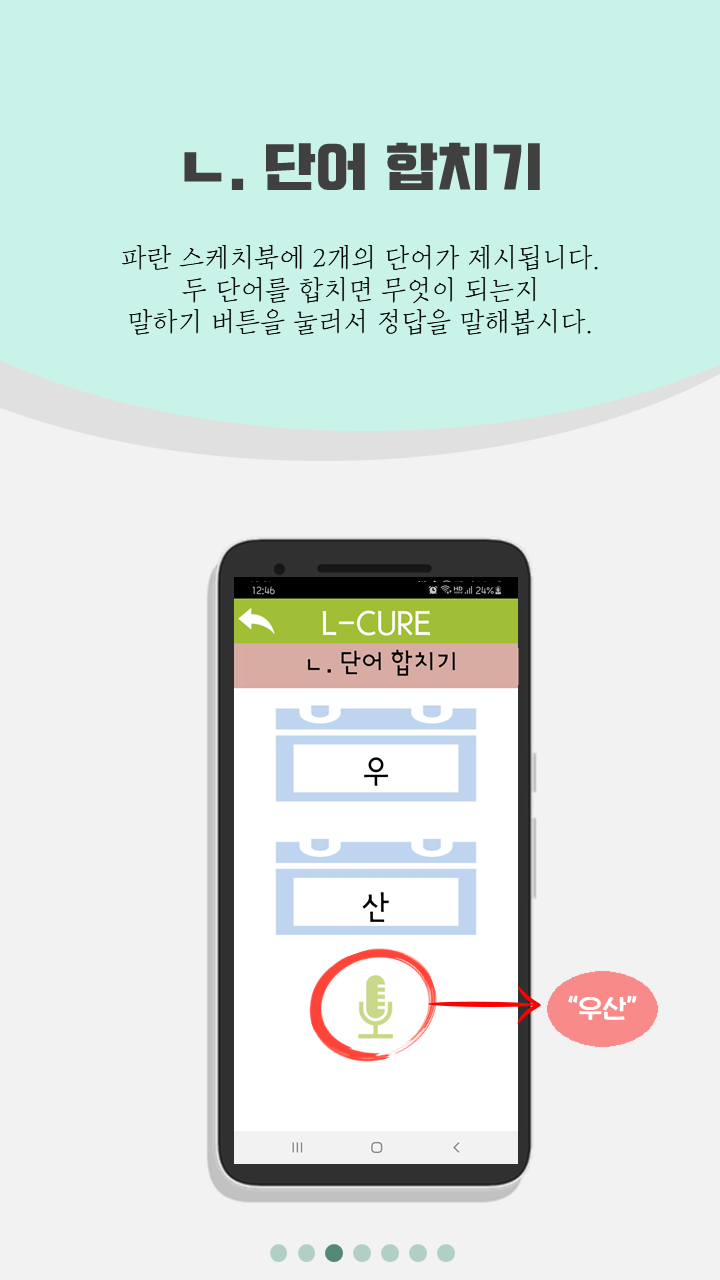 ㄴ. 단어 합치기
파란 스케치북에 2개의 단어가 제시됩니다.
두 단어를 합치면 무엇이 되는지
말하기 버튼을 눌러서 정답을 말해봅시다.
12:46
HD 24%
L-CURE
ㄴ. 단어 합치기
우
산
“우산”